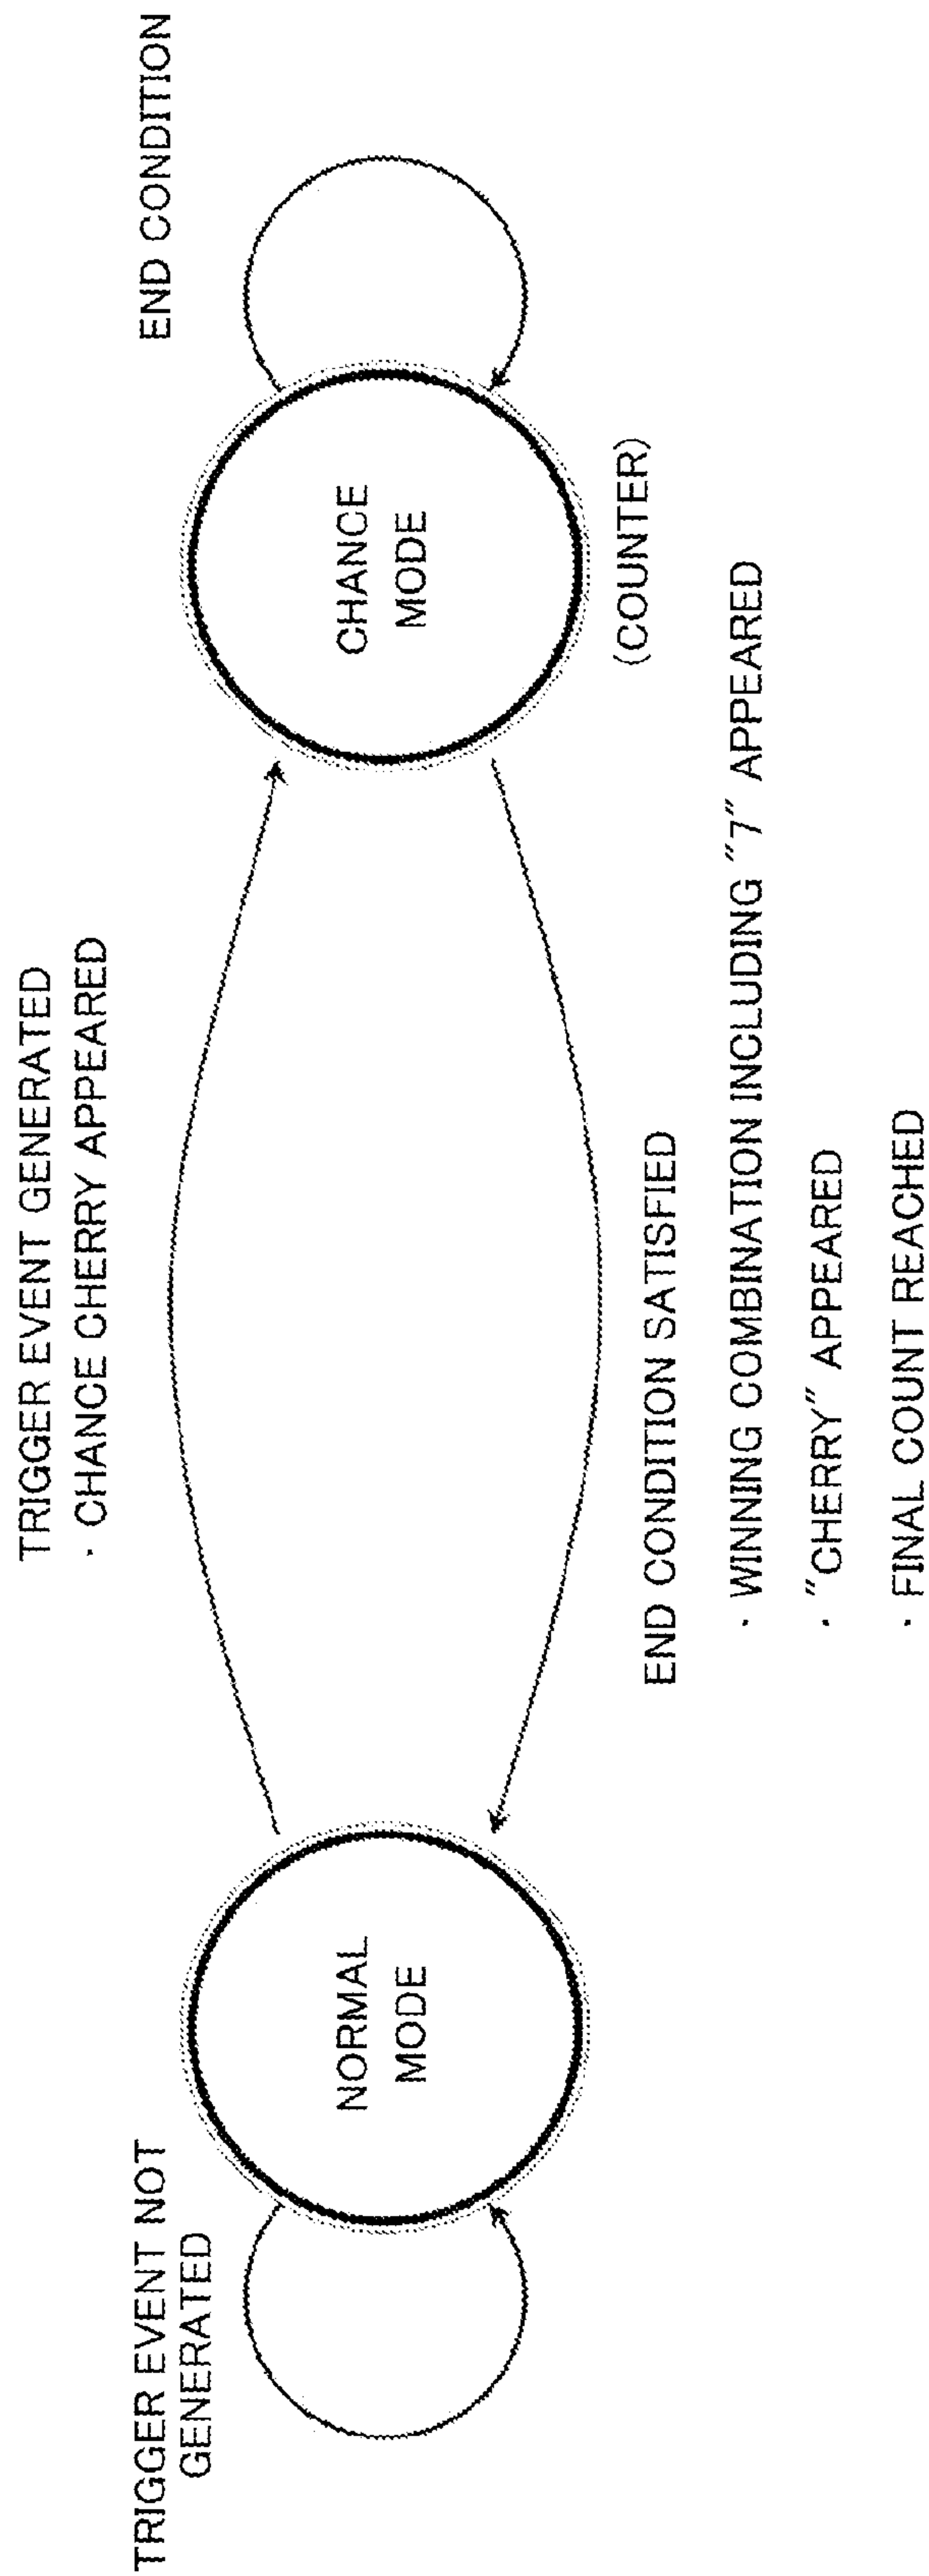 TRIGGER EVENT GENERATED
· CHANCE CHERRY APPEARED
TRIGGER EVENT NOT
GENERATED
END CONDITION
NORMAL
MODE
CHANCE
MODE
(COUNTER)
END CONDITION SATISFIED
· WINNING COMBINATION INCLUDING "7" APPEARED
· "CHERRY" APPEARED
· FINAL COUNT REACHED